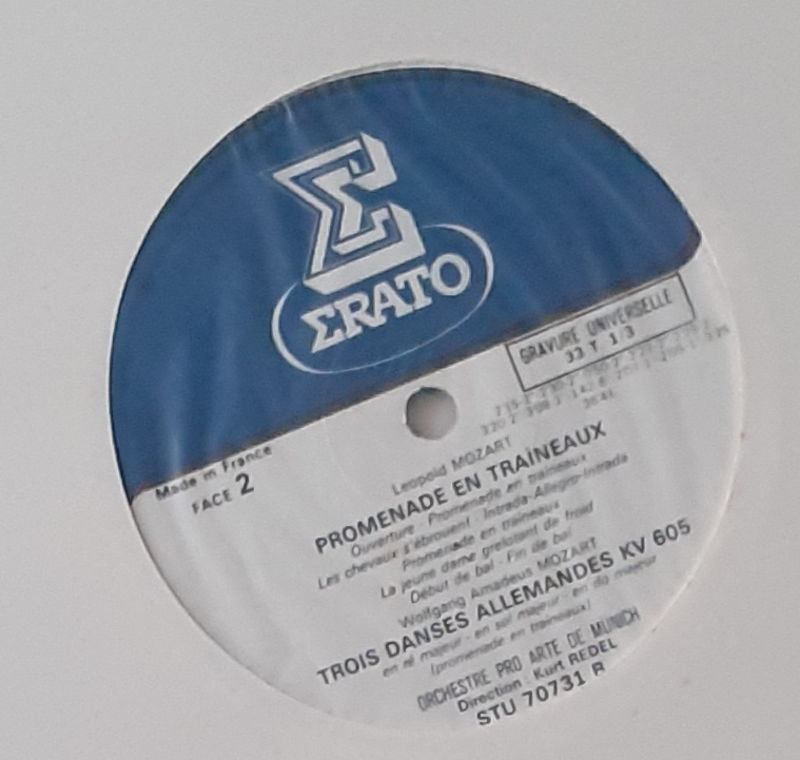 ΣRATO
GRAVURE UNIVERSELLE
33 T 1/3
Made in France
FACE 2
Leopold MOZART
PROMENADE EN TRAÎNEAUX
Ouverture - Promenade en traineaux
Les chevaux s'ébrouent - Intrada-Allegro-Intrada
Promenade en traineaux
La jeune dame grelotant de froid
Début de bal - Fin de bal
Wolfgang Amadeus MOZART
TROIS DANSES ALLEMANDES KV 605
en ré majeur - en sol majeur - en do majeur
(promenade en traineaux)
ORCHESTRE PRO ARTE DE MUNICH
Direction : Kurt REDEL
STU 70731 R